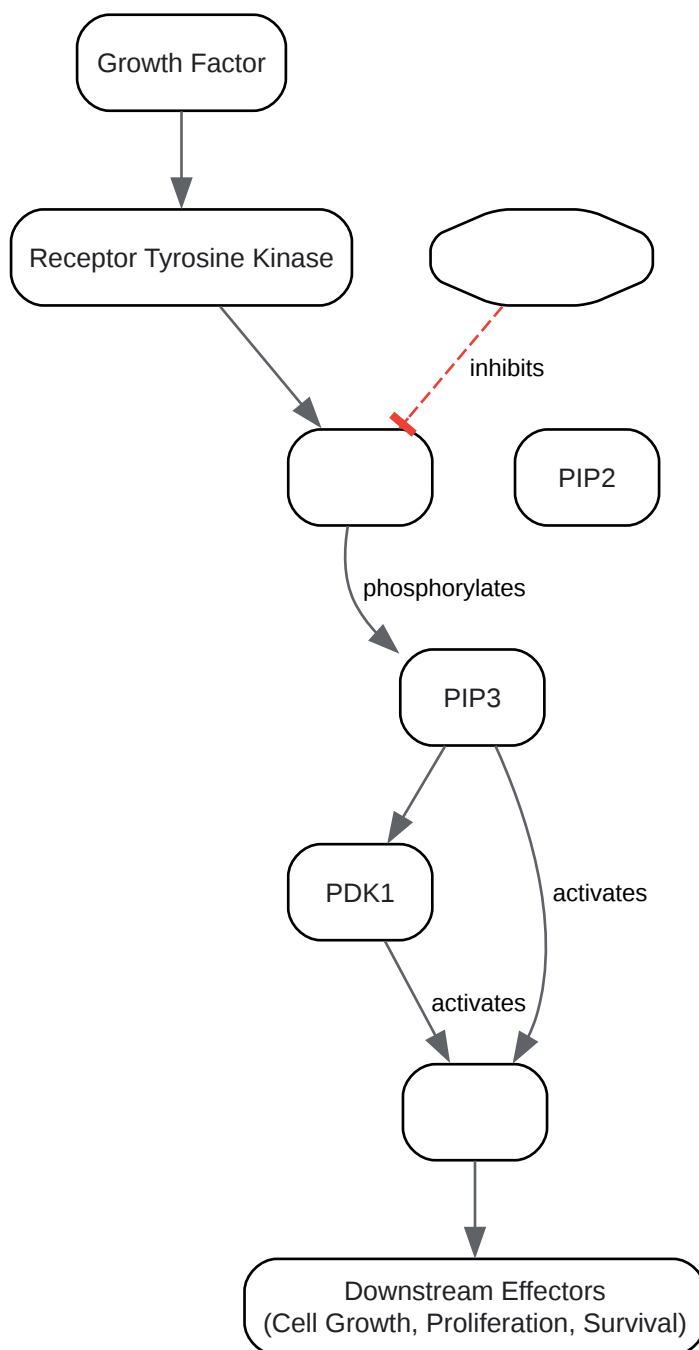 Growth Factor
Receptor Tyrosine Kinase
inhibits
PIP2
phosphorylates
PIP3
PDK1
activates
activates
Downstream Effectors
(Cell Growth, Proliferation, Survival)